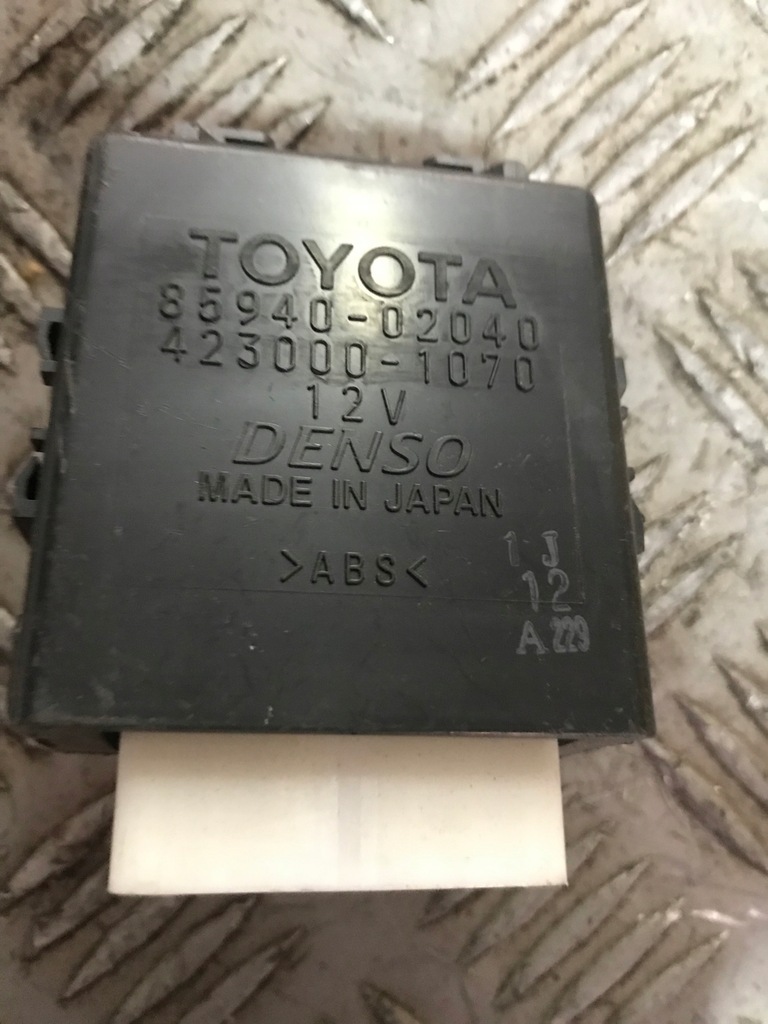 TOYOTA
85940-02040
423000-1070
12V
DENSO
MADE IN JAPAN
>ABS<
1 J
12
A 229